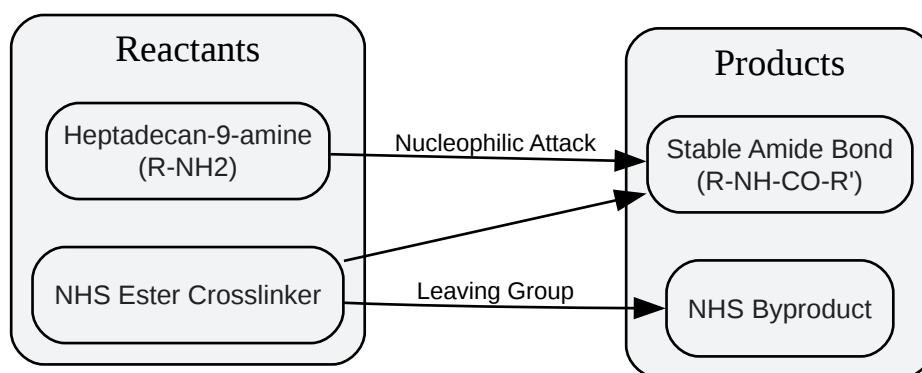 Reactants
Heptadecan-9-amine
(R-NH2)
NHS Ester Crosslinker
Nucleophilic Attack
Leaving Group
Products
Stable Amide Bond
(R-NH-CO-R')
NHS Byproduct